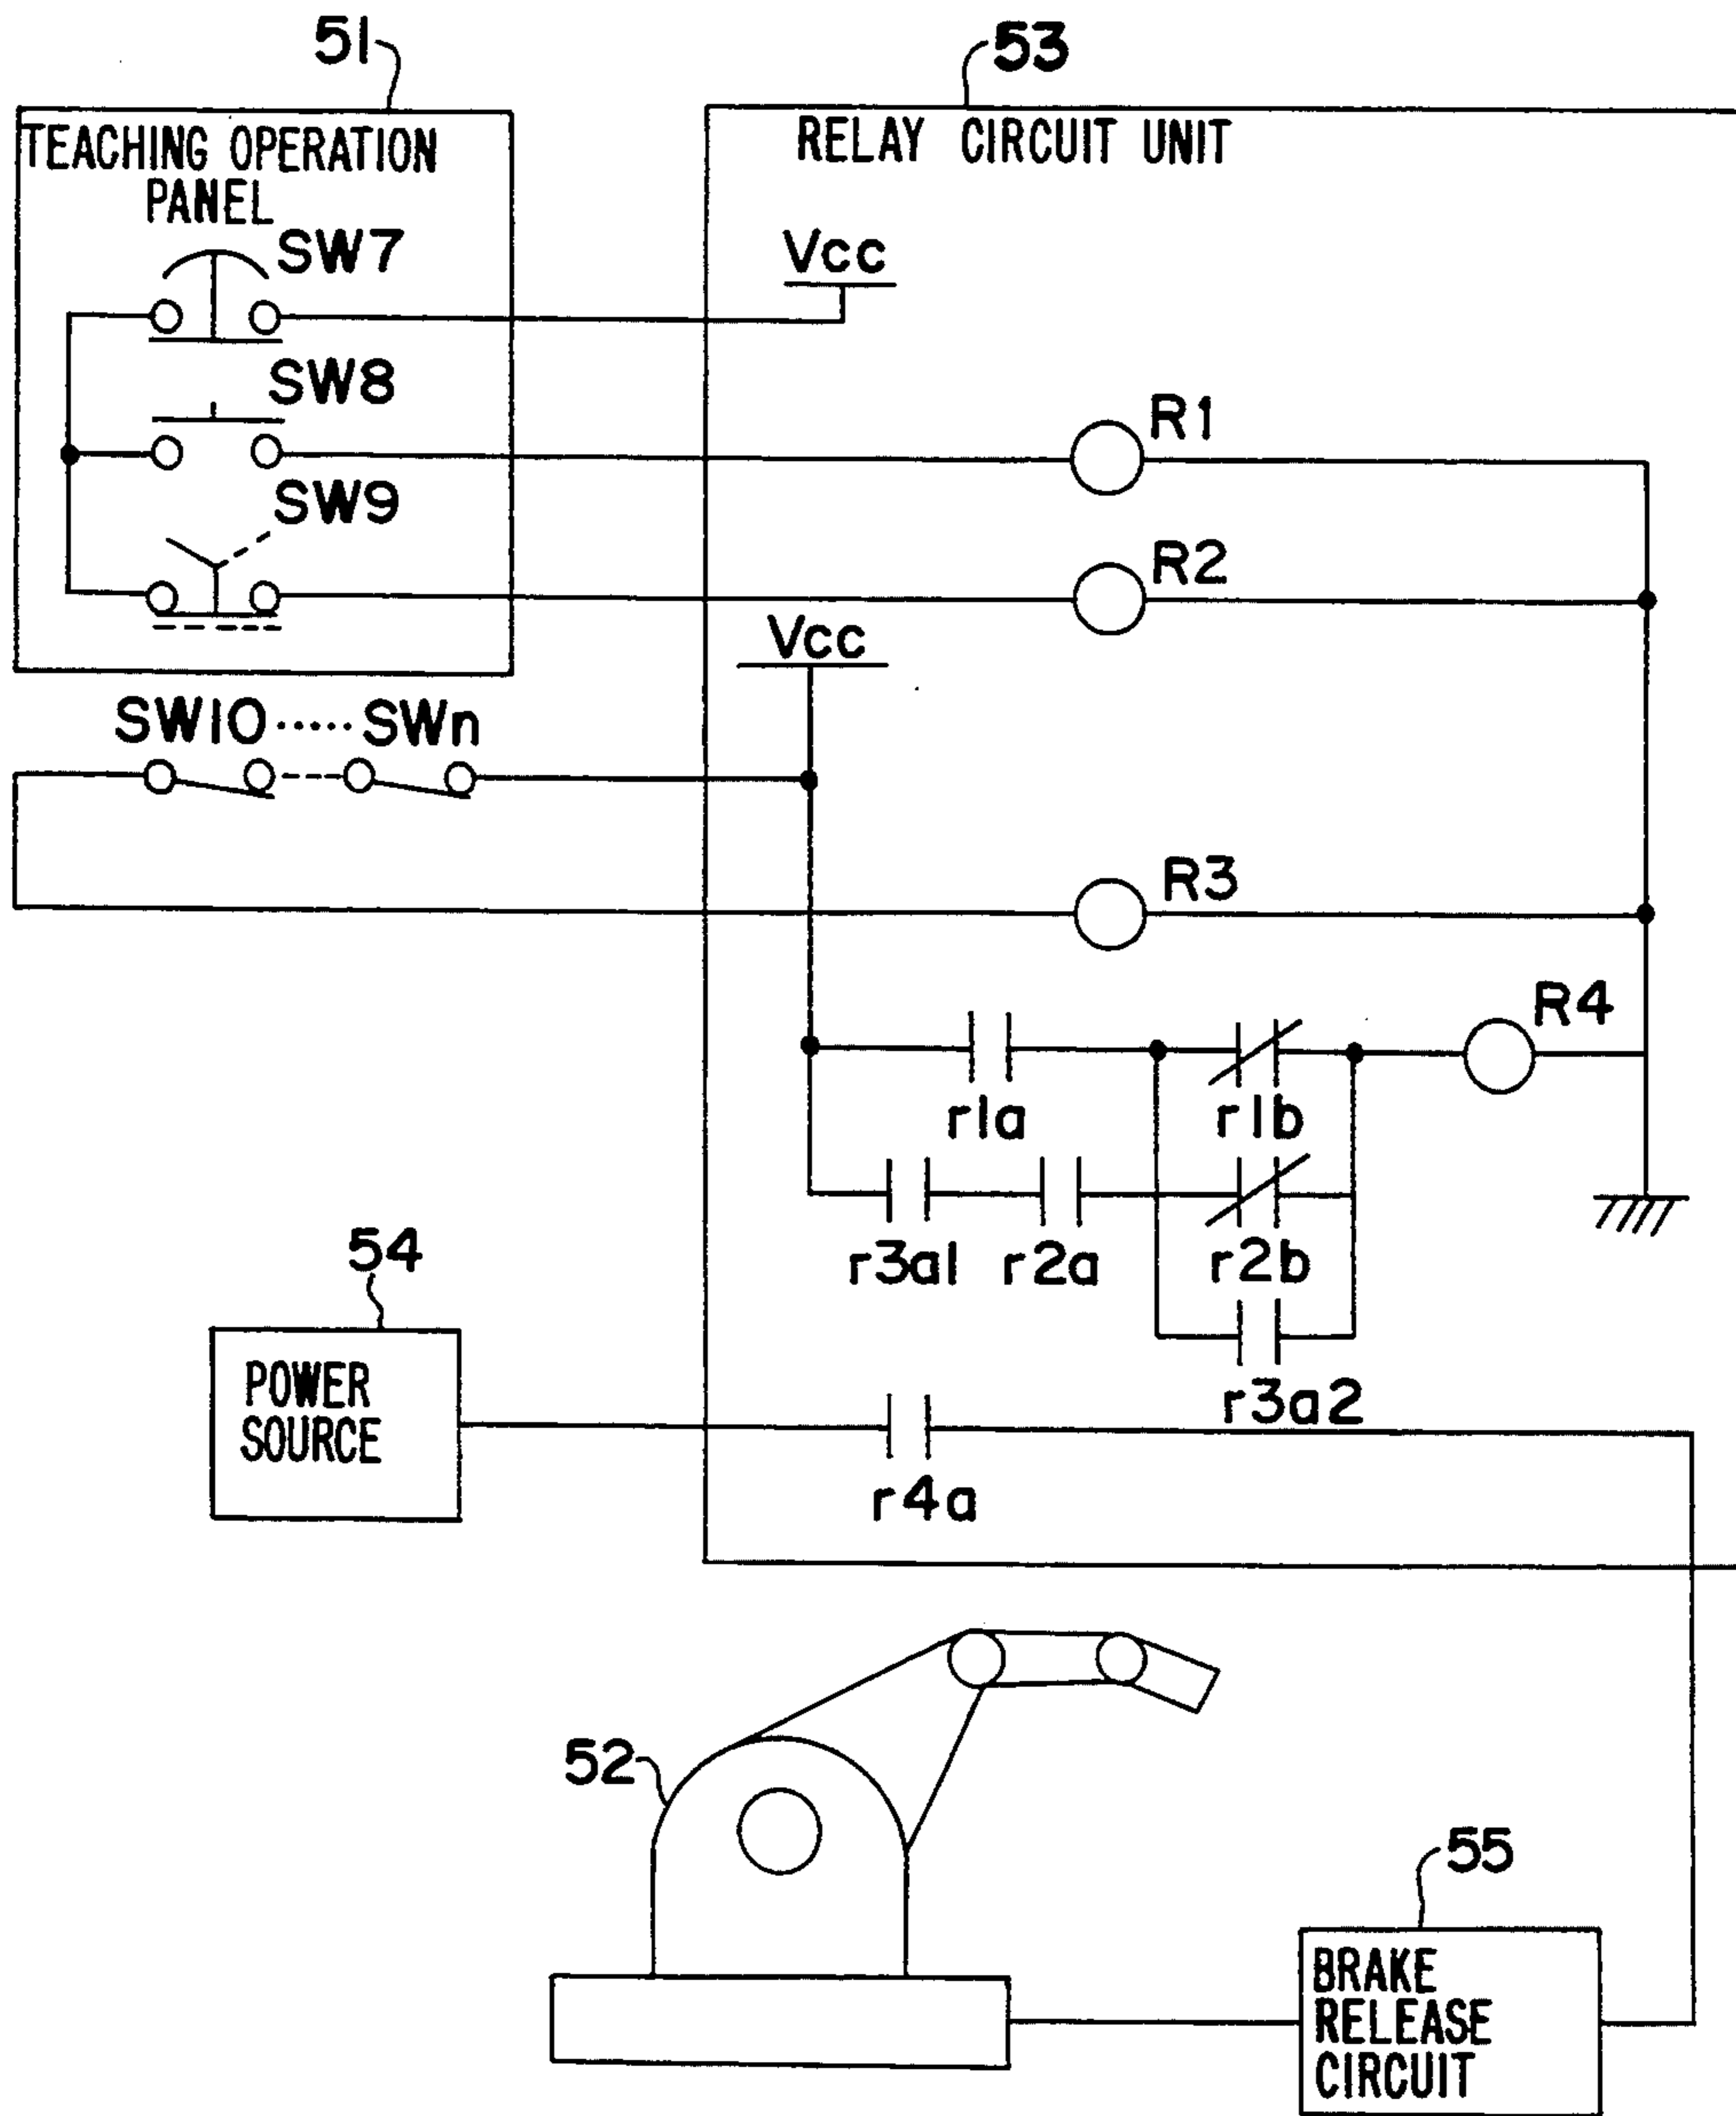 51
53
TEACHING OPERATION
PANEL
RELAY CIRCUIT UNIT
SW7
Vcc
SW8
R1
SW9
R2
Vcc
SW10 ····· SWn
R3
R4
r1a
r1b
r3a1
r2a
r2b
54
POWER
SOURCE
r3a2
r4a
52
55
BRAKE
RELEASE
CIRCUIT